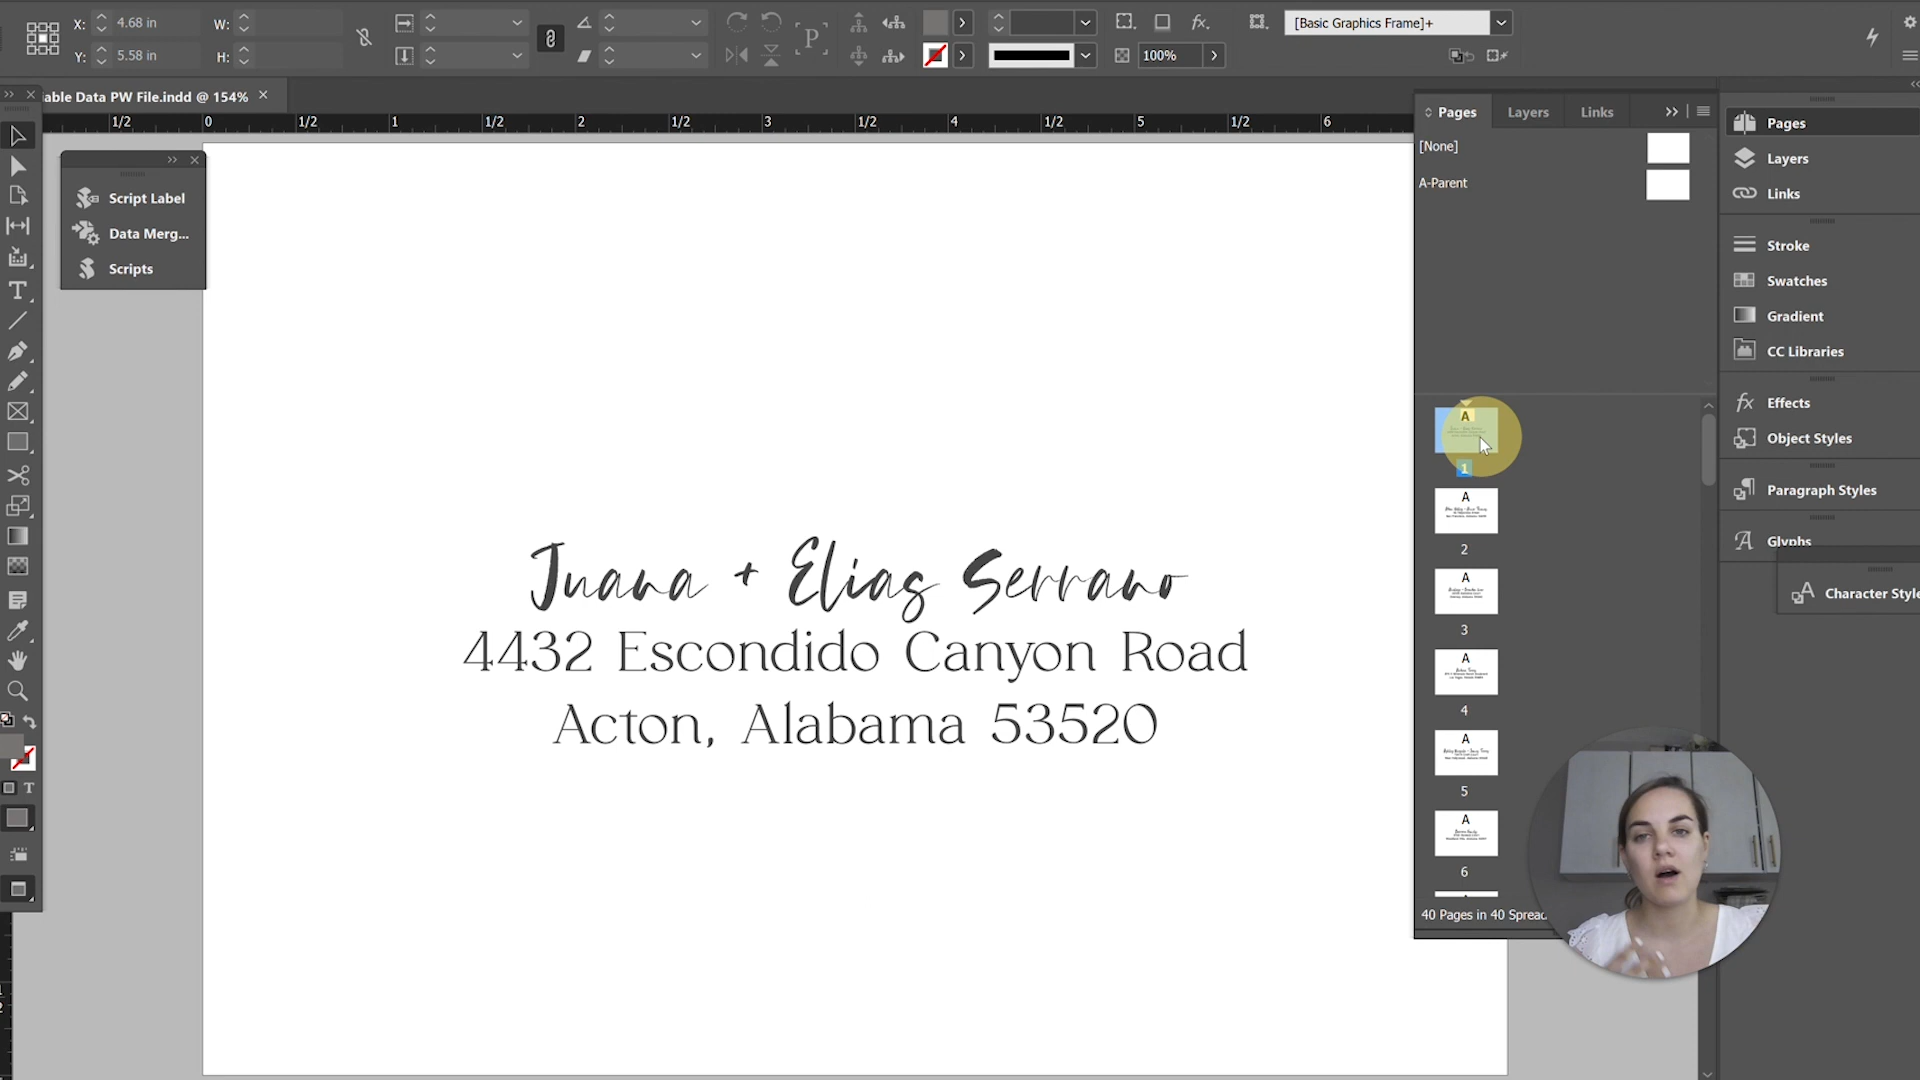 X: 4.68 in
W:
[Basic Graphics Frame]+
Y: 5.58 in
H:
P
fx.
100%
iable Data PW File.indd @ 154% ×
1/2 0 1/2 1 1/2 2 1/2 3 1/2 4 1/2 5 1/2 6
Script Label
Data Merg...
Scripts
Juana + Elias Serrano
4432 Escondido Canyon Road
Acton, Alabama 53520
Pages Layers Links
[None]
A-Parent
A
1
A
2
A
3
A
4
A
5
A
6
40 Pages in 40 Spread
Pages
Layers
Links
Stroke
Swatches
Gradient
CC Libraries
fx Effects
Object Styles
Paragraph Styles
Glyphs
Character Style